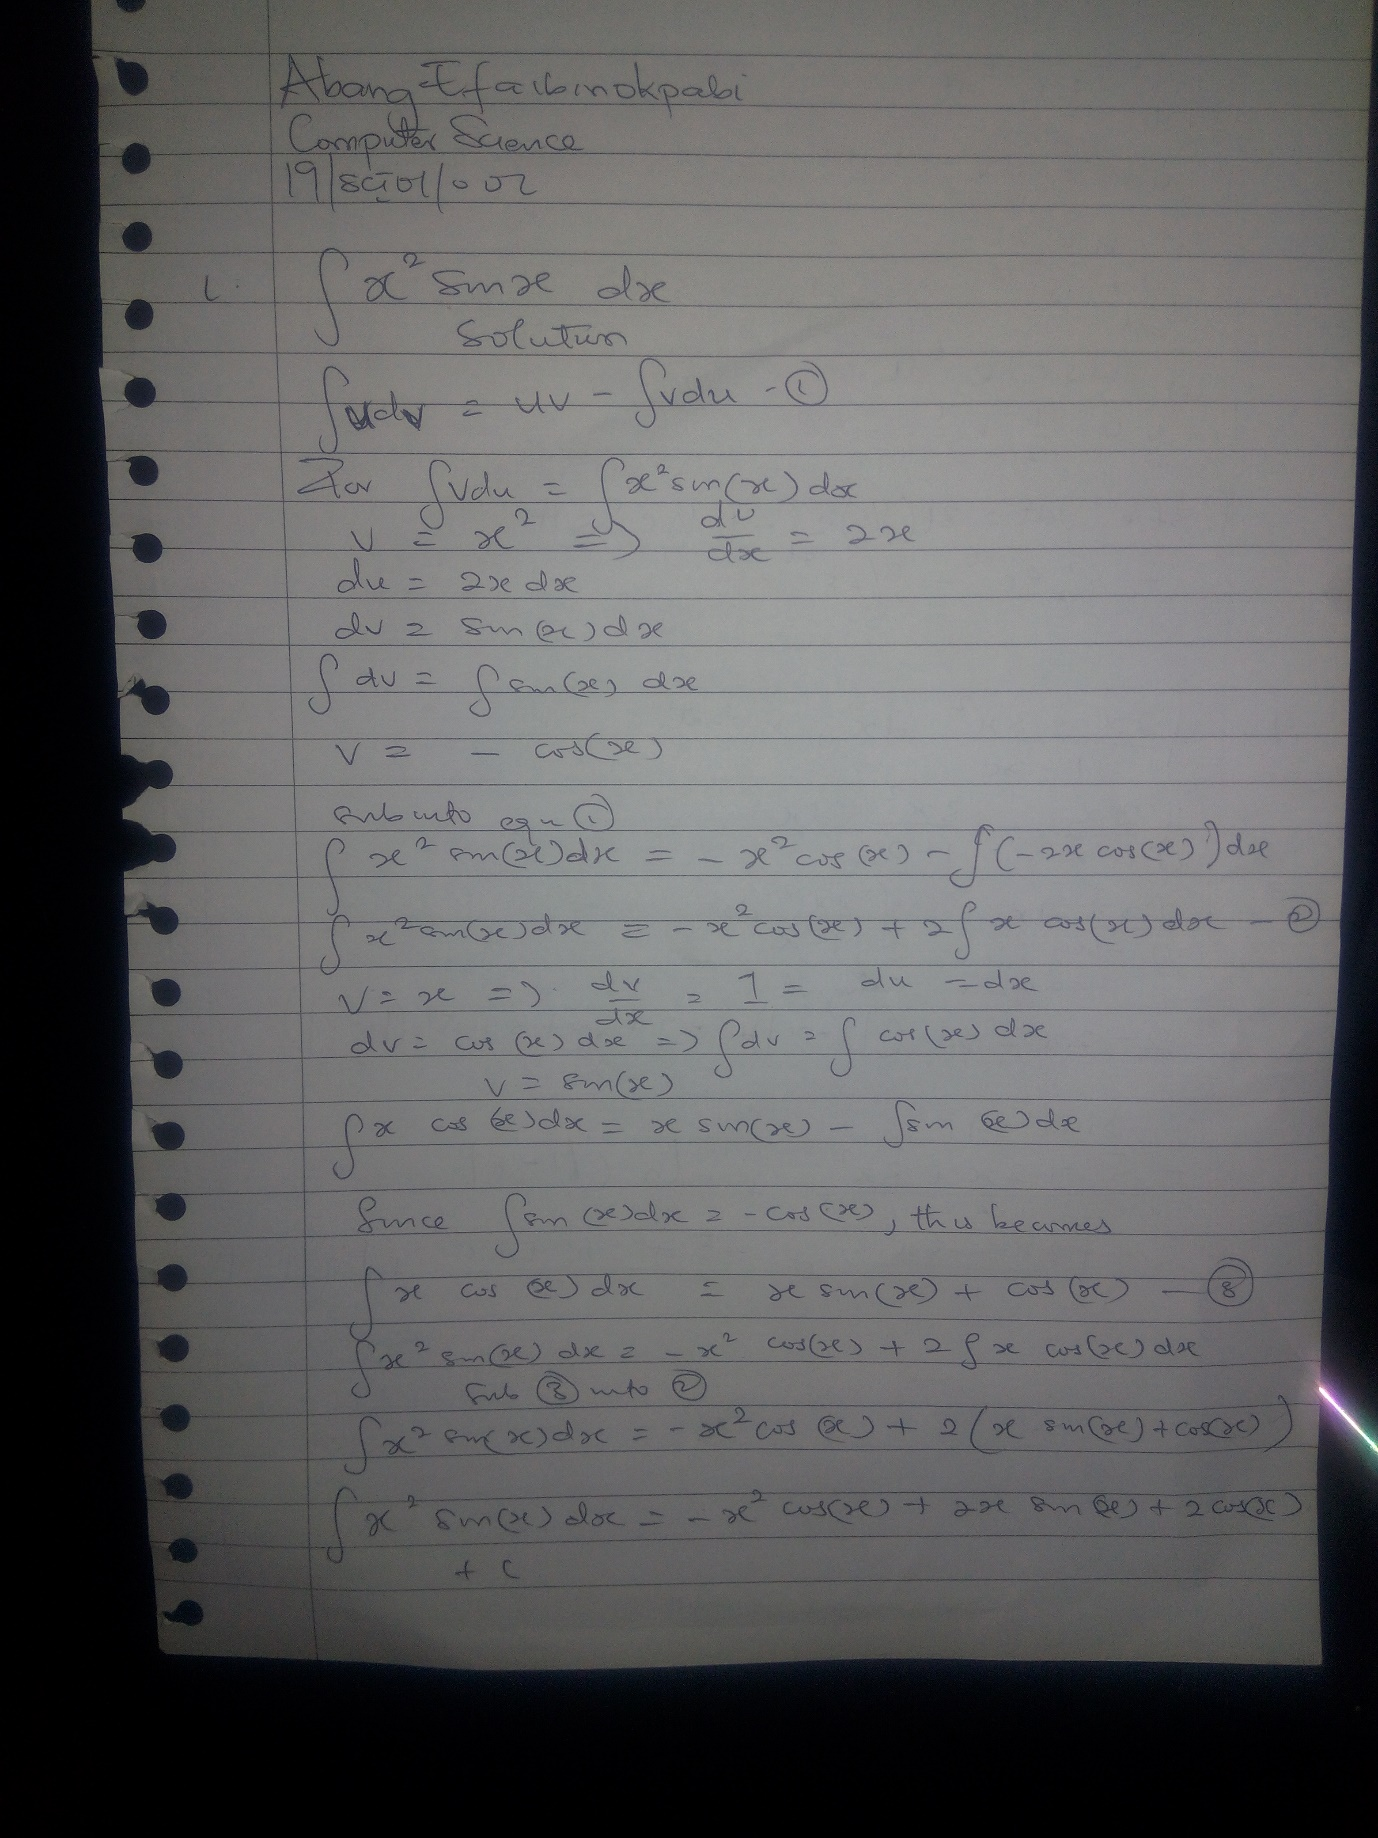 Abang Efaibinokpabi
Computer Science
19/sci01/002
1. ∫ x² sin x dx
Solution
∫udv = uv - ∫vdu - ①
For ∫vdu = ∫x² sin(x) dx
v = x² => du/dx = 2x
du = 2x dx
dv = sin(x) dx
∫ dv = ∫ sin(x) dx
v = - cos(x)
sub into eqn ①
∫ x² sin(x) dx = - x² cos(x) - ∫(-2x cos(x)) dx
∫ x² sin(x) dx = - x² cos(x) + 2∫ x cos(x) dx - ②
v = x => dv/dx = 1 = du = dx
dv = cos(x) dx => ∫dv = ∫ cos(x) dx
v = sin(x)
∫ x cos(x) dx = x sin(x) - ∫sin(x) dx
Since ∫sin(x) dx = - cos(x), this becomes
∫ x cos(x) dx = x sin(x) + cos(x) - ③
∫ x² sin(x) dx = - x² cos(x) + 2∫ x cos(x) dx
Sub ③ into ②
∫ x² sin(x) dx = - x² cos(x) + 2(x sin(x) + cos(x))
∫ x² sin(x) dx = - x² cos(x) + 2x sin(x) + 2 cos(x)
+ c